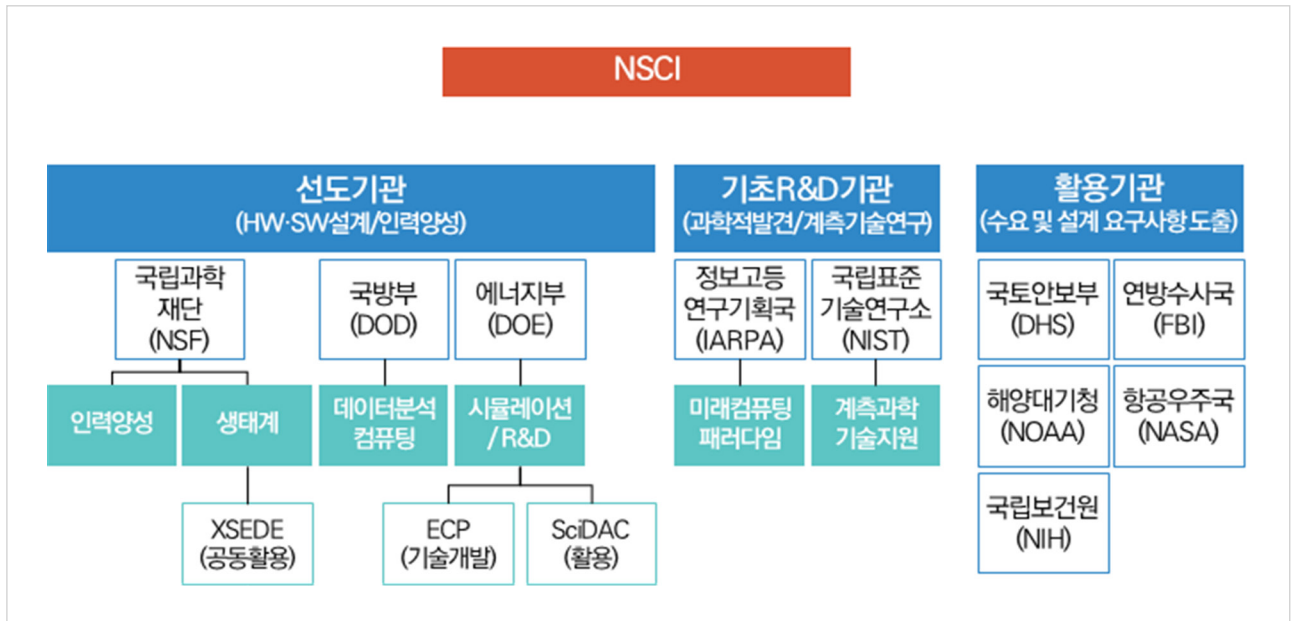 NSCI
선도기관
(HW·SW설계/인력양성)
기초R&D기관
(과학적발견/계측기술연구)
활용기관
(수요 및 설계 요구사항 도출)
국립과학
재단
(NSF)
국방부
(DOD)
에너지부
(DOE)
정보고등
연구기획국
(IARPA)
국립표준
기술연구소
(NIST)
국토안보부
(DHS)
연방수사국
(FBI)
인력양성
생태계
데이터분석
컴퓨팅
시뮬레이션
/R&D
미래컴퓨팅
패러다임
계측과학
기술지원
해양대기청
(NOAA)
항공우주국
(NASA)
XSEDE
(공동활용)
ECP
(기술개발)
SciDAC
(활용)
국립보건원
(NIH)